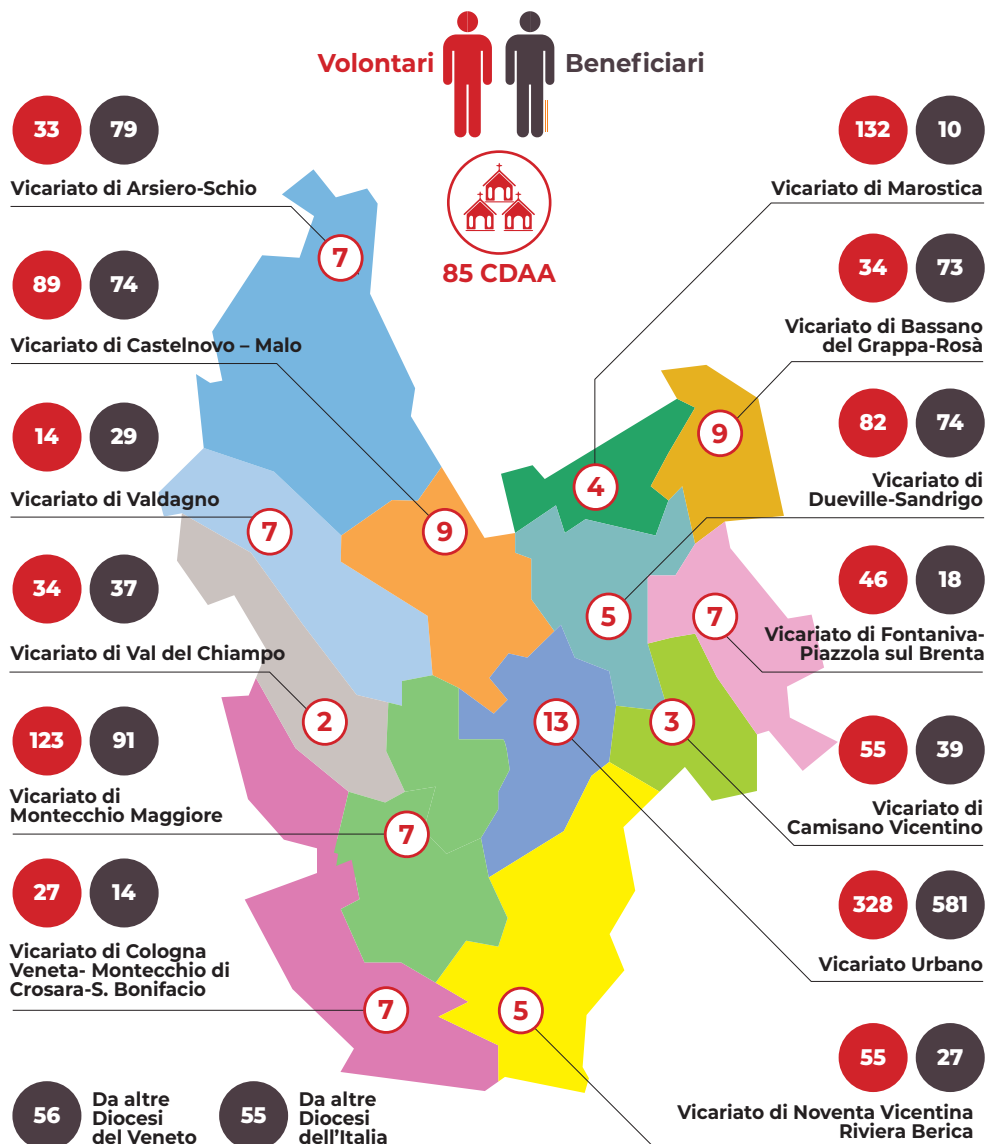 Volontari
Beneficiari
85 CDAA
33 79
Vicariato di Arsiero-Schio
89 74
Vicariato di Castelnovo – Malo
14 29
Vicariato di Valdagno
34 37
Vicariato di Val del Chiampo
123 91
Vicariato di
Montecchio Maggiore
27 14
Vicariato di Cologna
Veneta- Montecchio di
Crosara-S. Bonifacio
56
Da altre
Diocesi
del Veneto
55
Da altre
Diocesi
dell'Italia
132 10
Vicariato di Marostica
34 73
Vicariato di Bassano
del Grappa-Rosà
82 74
Vicariato di
Dueville-Sandrigo
46 18
Vicariato di Fontaniva-
Piazzola sul Brenta
55 39
Vicariato di
Camisano Vicentino
328 581
Vicariato Urbano
55 27
Vicariato di Noventa Vicentina
Riviera Berica
7
9
4
9
7
5
7
2
13
3
7
7
5